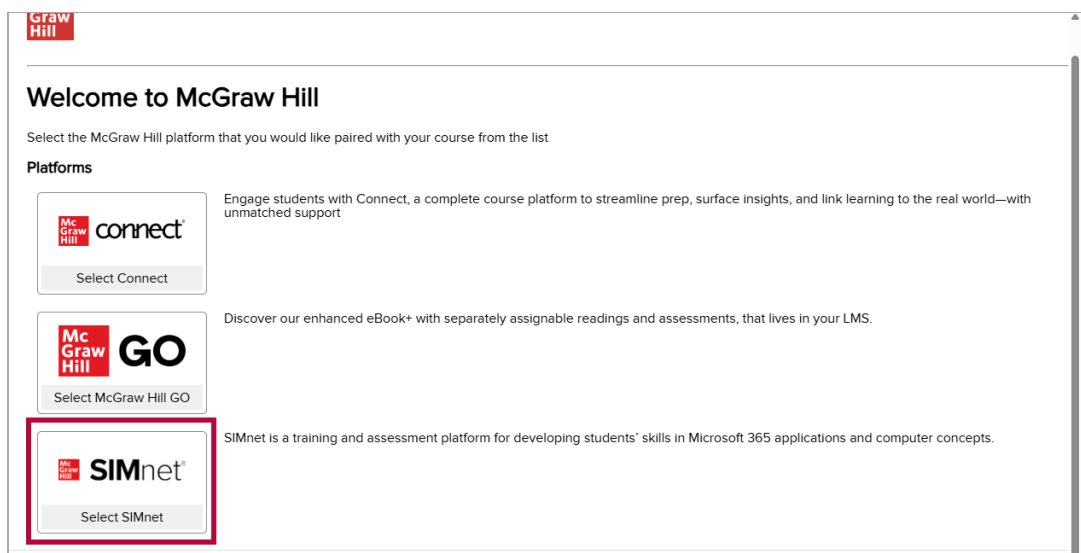 Graw
Hill
Welcome to McGraw Hill
Select the McGraw Hill platform that you would like paired with your course from the list
Platforms
Mc
Graw
Hill
connect®
Select Connect
Engage students with Connect, a complete course platform to streamline prep, surface insights, and link learning to the real world—with
unmatched support
Mc
Graw
Hill
GO
Select McGraw Hill GO
Discover our enhanced eBook+ with separately assignable readings and assessments, that lives in your LMS.
Mc
Graw
Hill
SIMnet®
Select SIMnet
SIMnet is a training and assessment platform for developing students’ skills in Microsoft 365 applications and computer concepts.